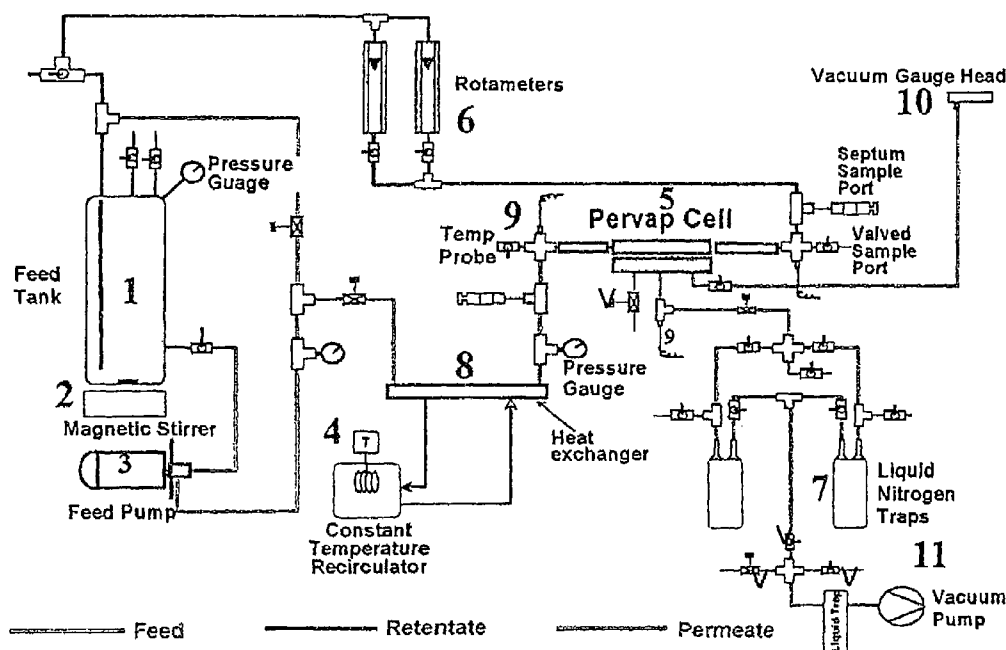 Rotameters
6
Vacuum Gauge Head
10
Pressure
Guage
Septum
Sample
Port
5
Pervap Cell
9
Temp
Probe
Valved
Sample
Port
Feed
Tank
1
9
8
Pressure
Gauge
2
Magnetic Stirrer
4
T
Heat
exchanger
3
Feed Pump
7
Liquid
Nitrogen
Traps
Constant
Temperature
Recirculator
11
Vacuum
Pump
Liquid Trap
Feed
Retentate
Permeate